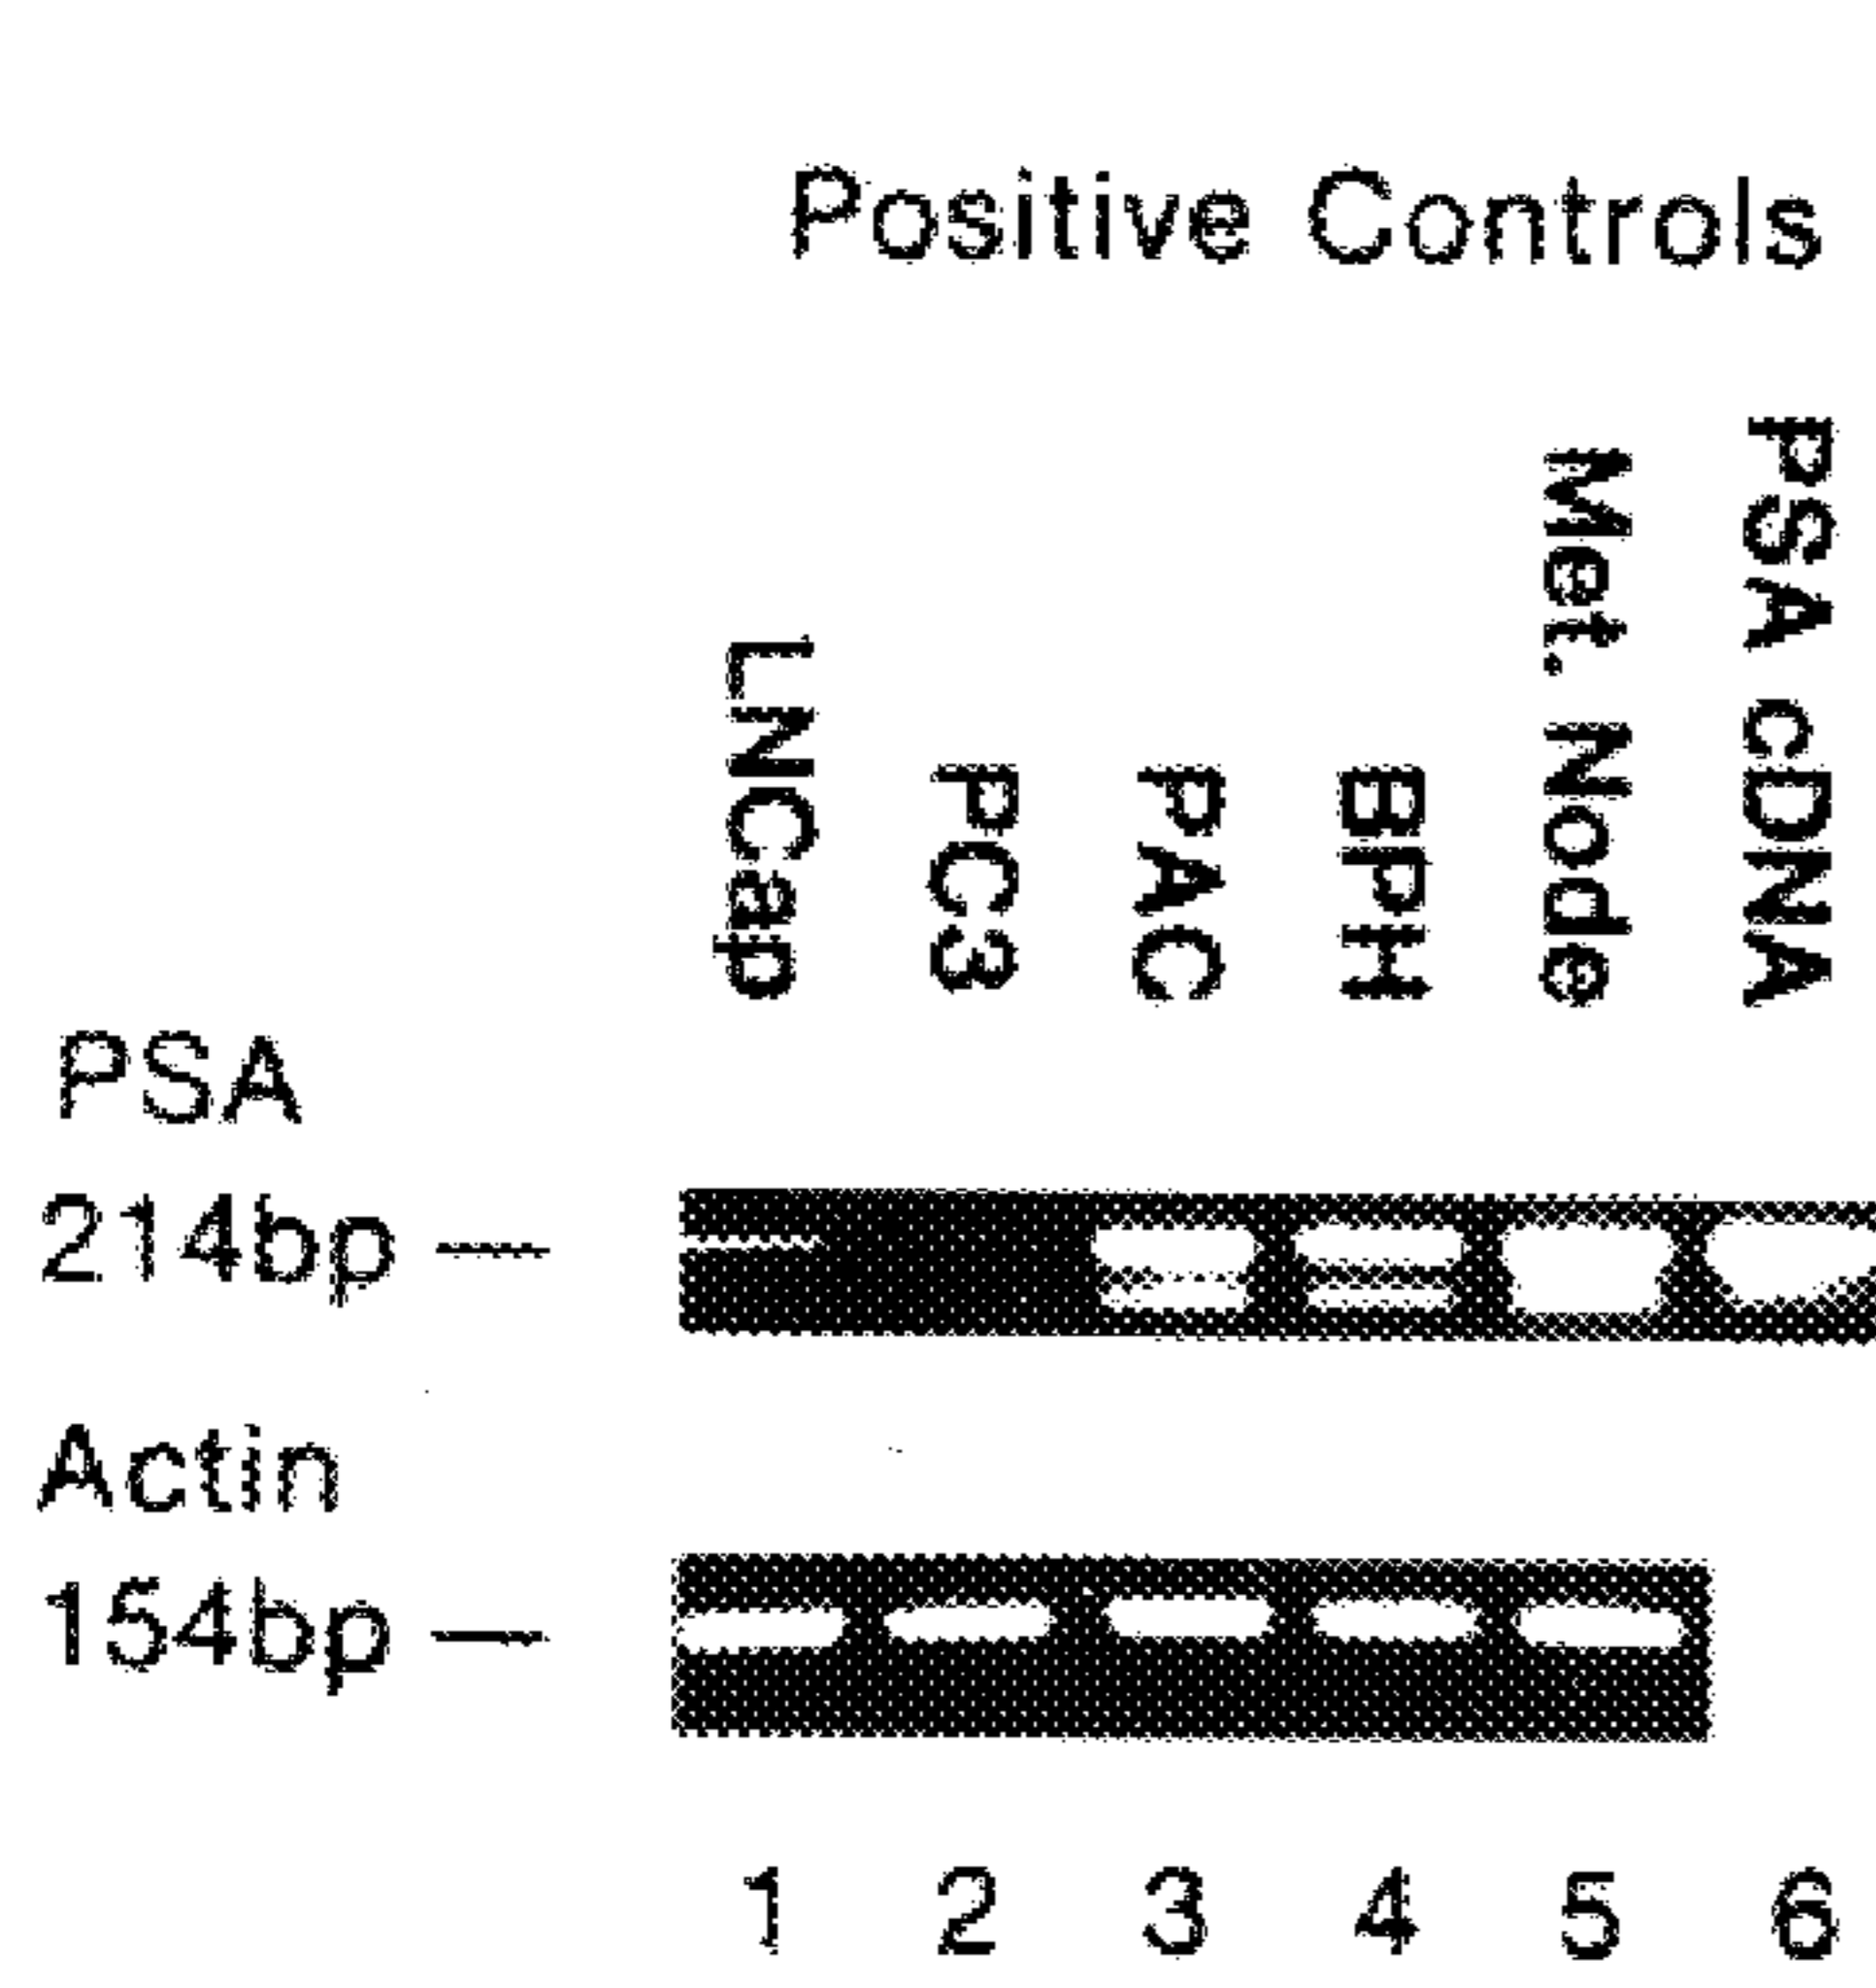 Positive Controls
LNCap
PC3
PAC
BPH
Met. Node
PSA cDNA
PSA
214bp
Actin
154bp
1 2 3 4 5 6